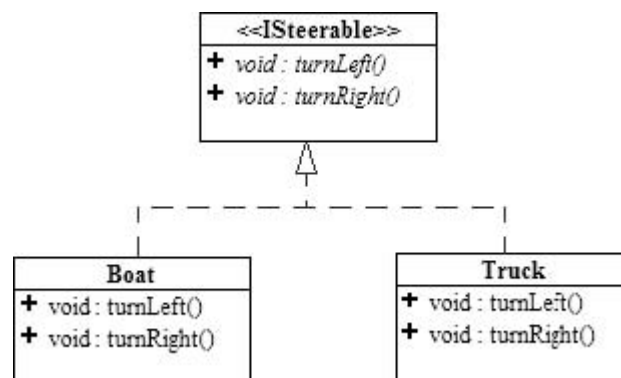 <<ISteerable>>
+ void : turnLeft()
+ void : turnRight()
Boat
+ void : turnLeft()
+ void : turnRight()
Truck
+ void : turnLeft()
+ void : turnRight()